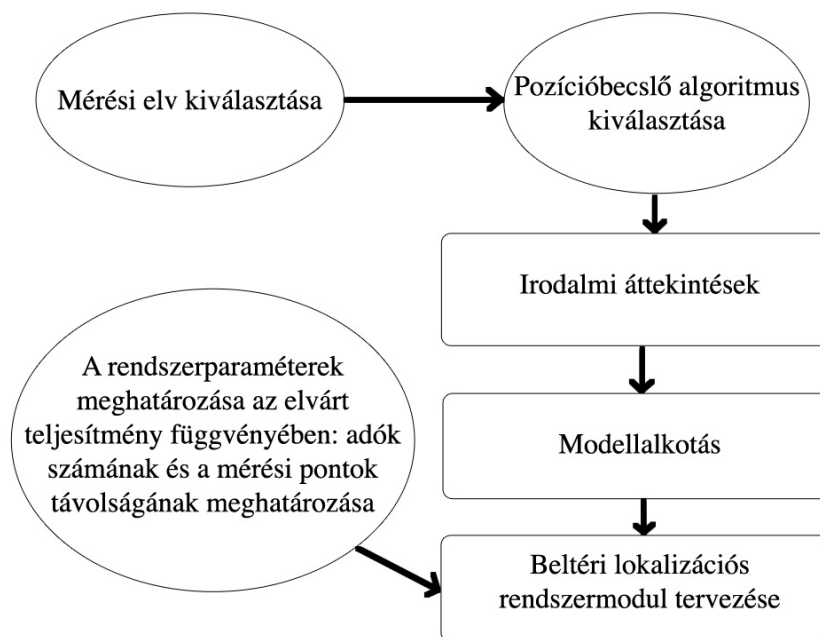 Mérési elv kiválasztása
Pozícióbecslő algoritmus
kiválasztása
Irodalmi áttekintések
A rendszerparaméterek
meghatározása az elvárt
teljesítmény függvényében: adók
számának és a mérési pontok
távolságának meghatározása
Modellalkotás
Beltéri lokalizációs
rendszermodul tervezése